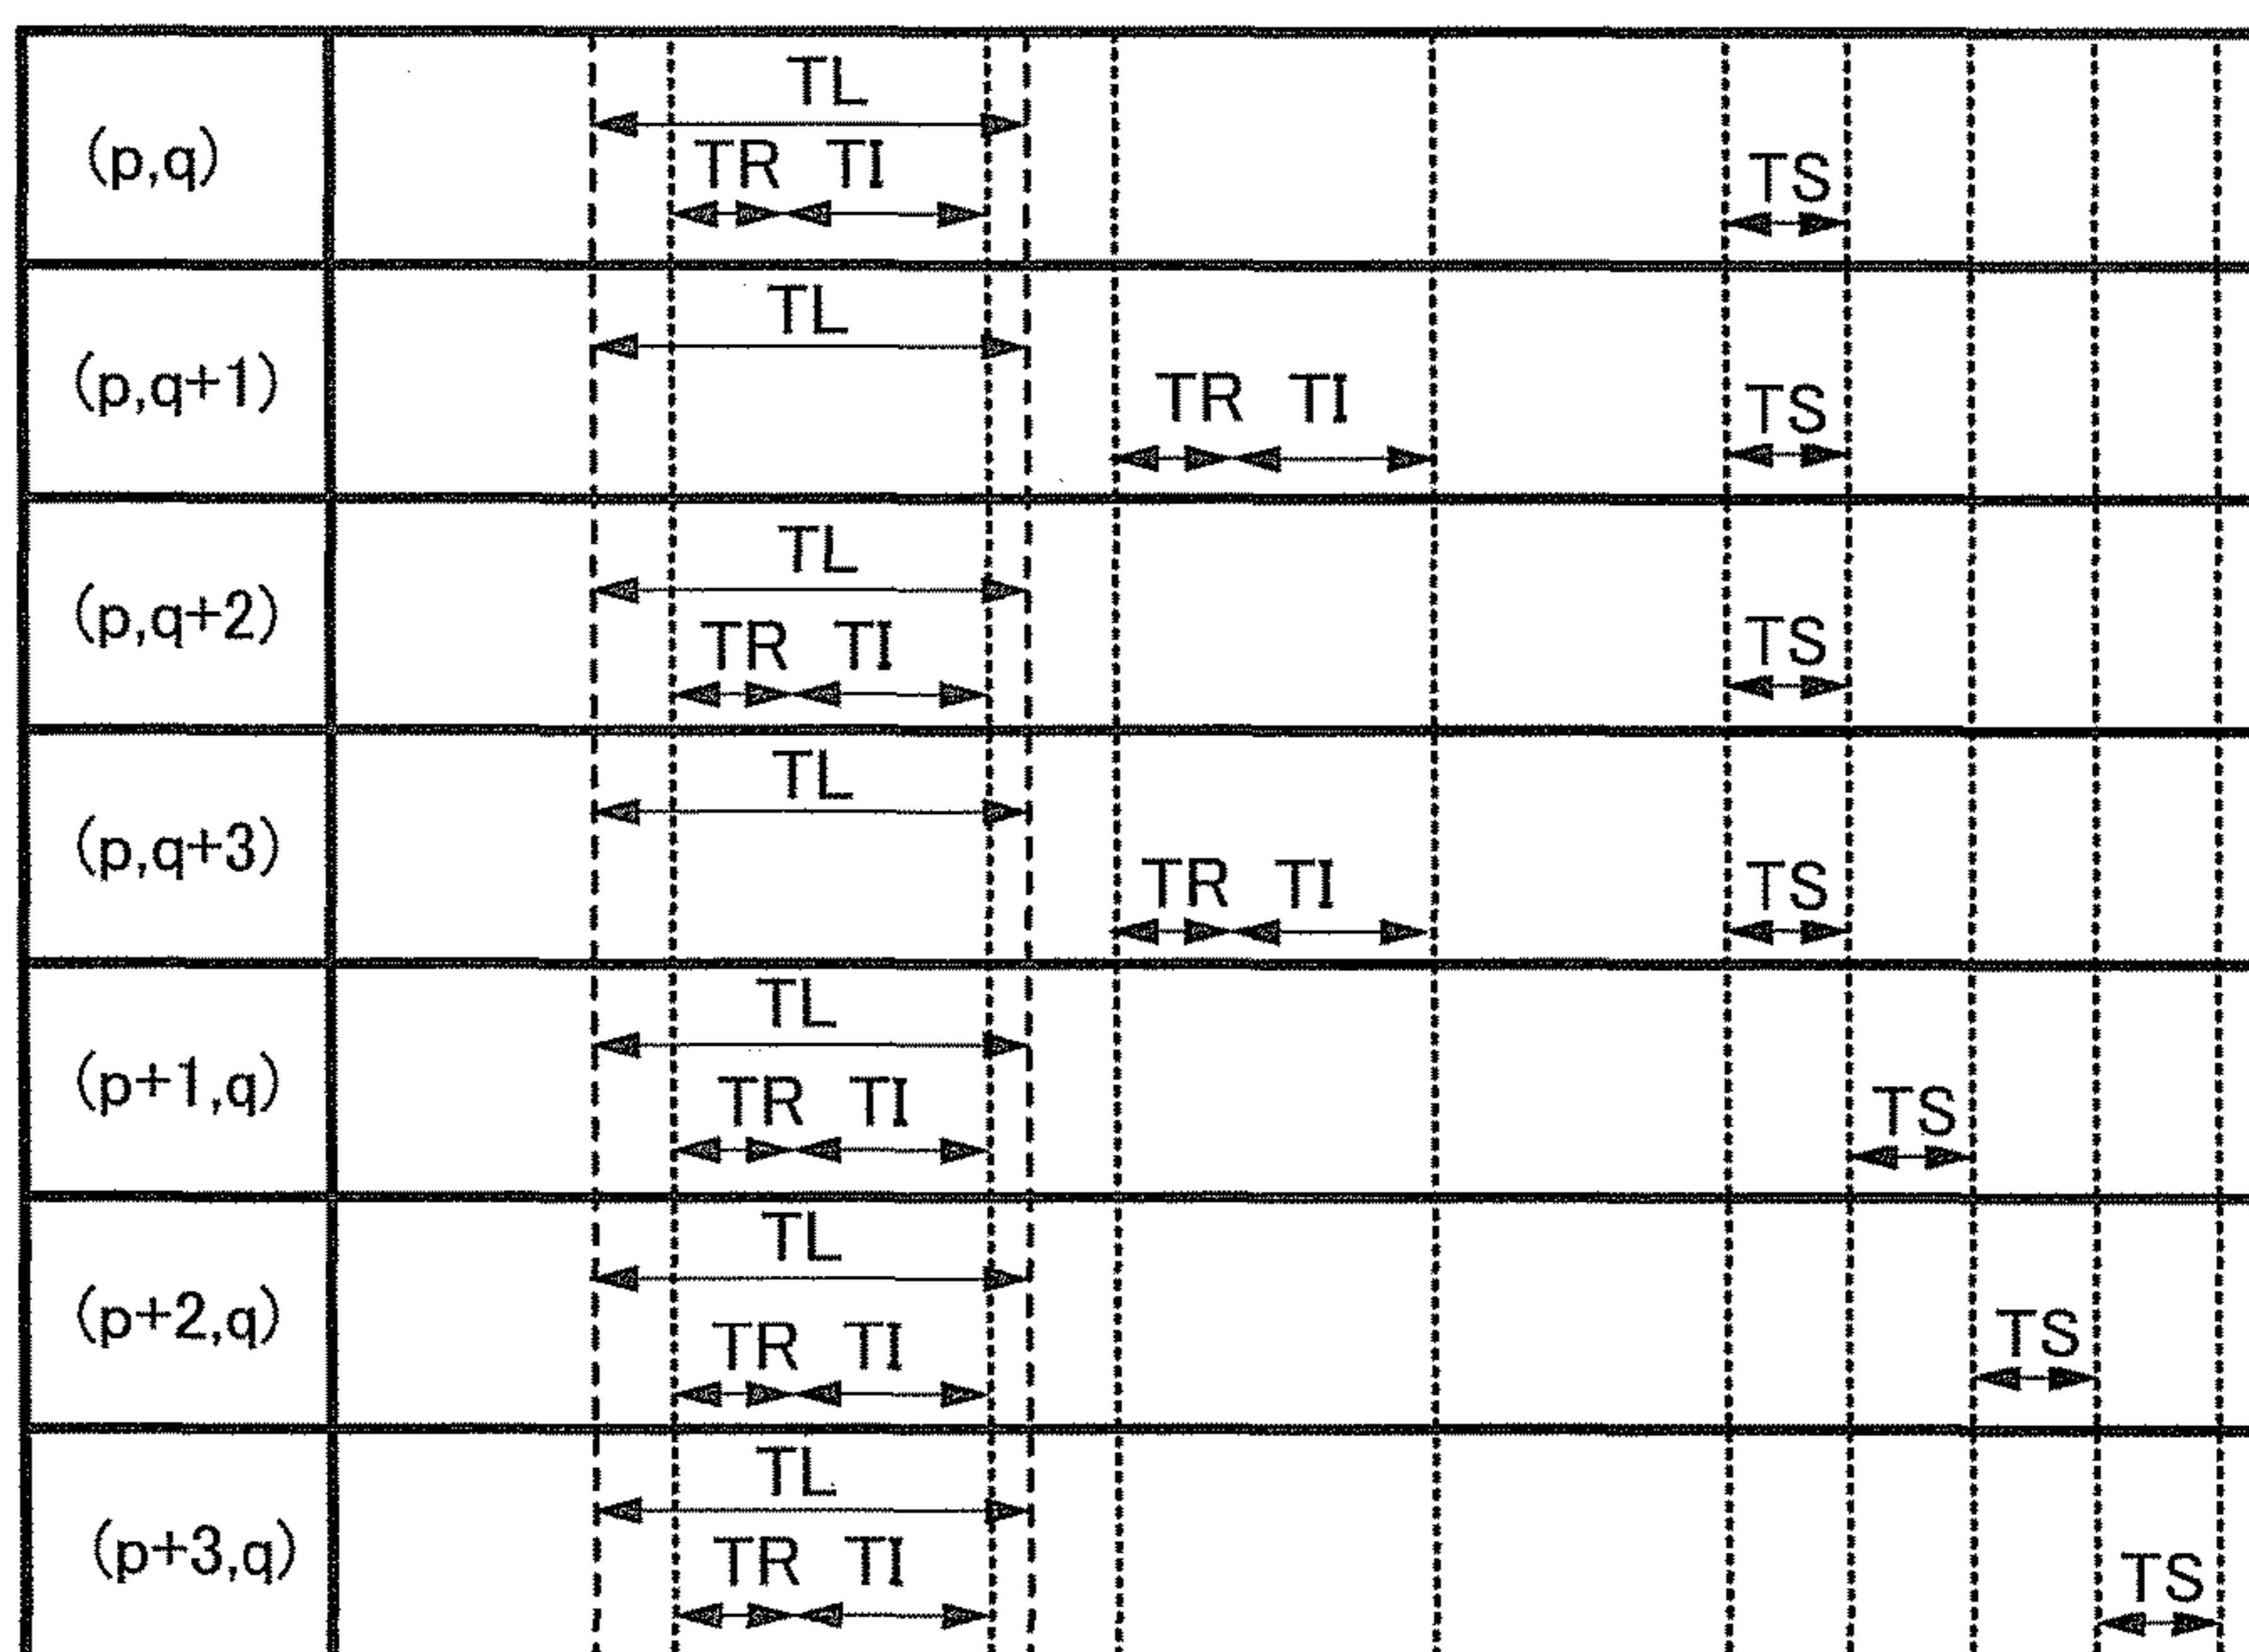 TL
(p,q) TR TI TS
TL
(p,q+1) TR TI TS
TL
(p,q+2) TR TI TS
TL
(p,q+3) TR TI TS
TL
(p+1,q) TR TI TS
TL
(p+2,q) TR TI TS
TL
(p+3,q) TR TI TS